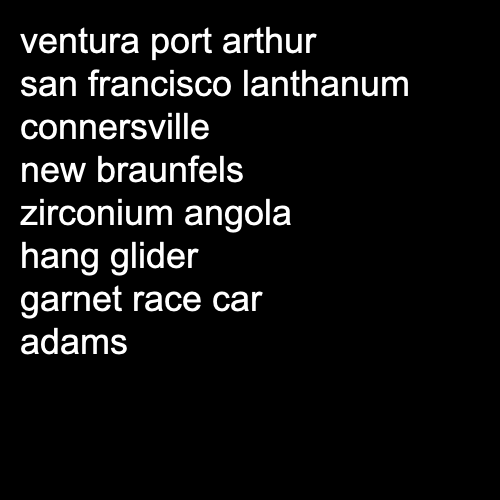 ventura port arthur
san francisco lanthanum
connersville
new braunfels
zirconium angola
hang glider
garnet race car
adams